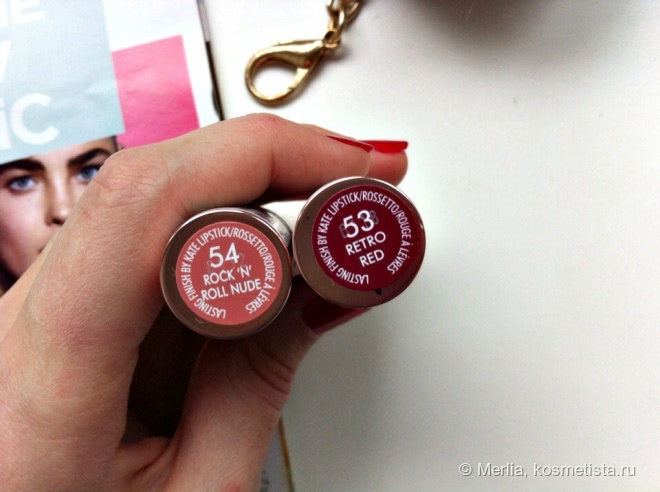 iC
LASTING FINISH BY KATE LIPSTICK/ROSSETTO/ROUGE À LÈVRES
54
ROCK 'N'
ROLL NUDE
LASTING FINISH BY KATE LIPSTICK/ROSSETTO/ROUGE À LÈVRES
53
RETRO
RED
© Merlia, kosmetista.ru